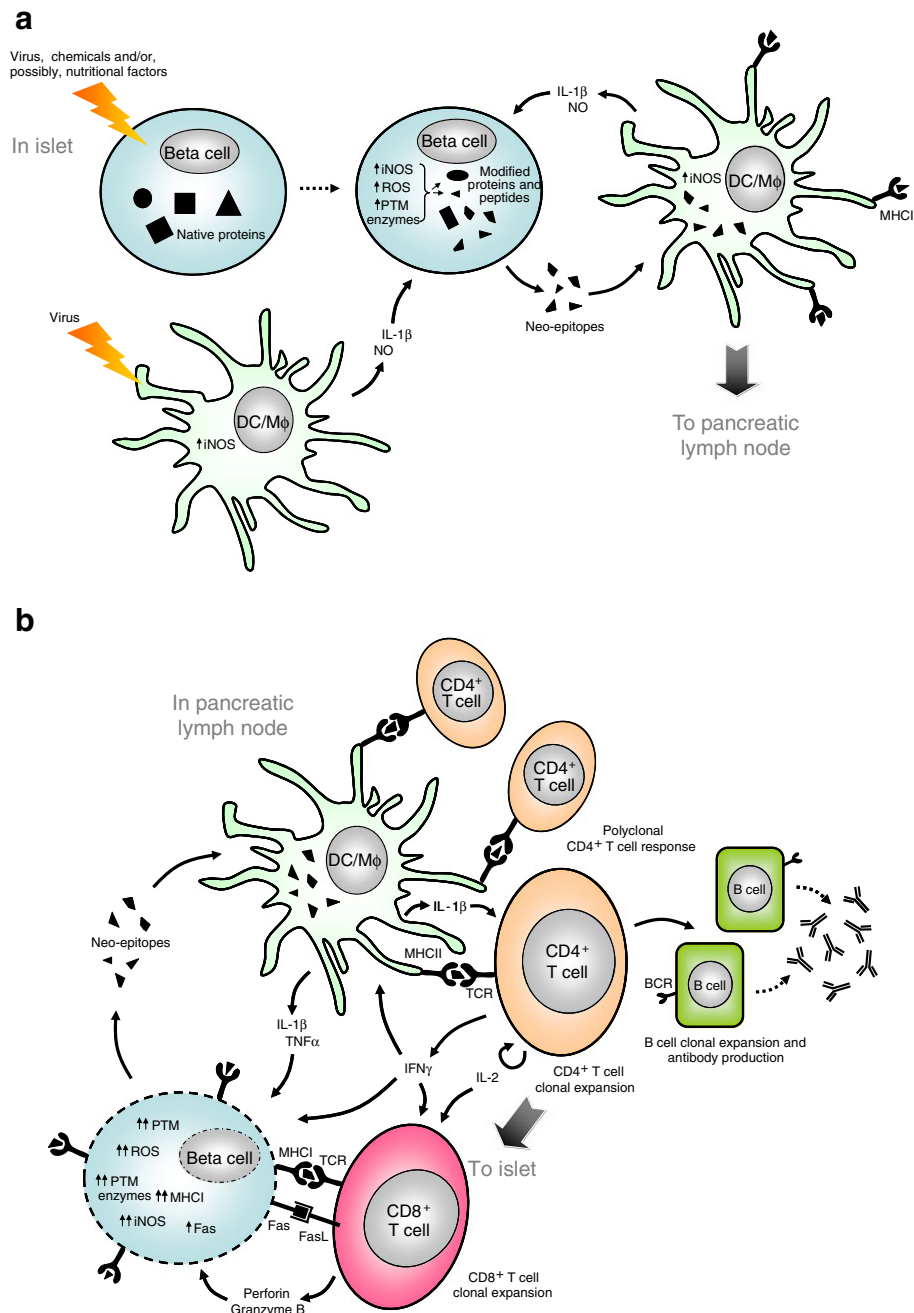 a
Virus, chemicals and/or,
possibly, nutritional factors
In islet
Beta cell
Native proteins
Beta cell
↑iNOS
↑ROS
↑PTM
enzymes
Modified
proteins and
peptides
IL-1β
NO
↑iNOS
DC/Mϕ
MHCI
Neo-epitopes
Virus
IL-1β
NO
DC/Mϕ
↑iNOS
To pancreatic
lymph node
b
In pancreatic
lymph node
CD4+
T cell
CD4+
T cell
Polyclonal
CD4+ T cell response
DC/Mϕ
B cell
IL-1β
Neo-epitopes
MHCII
TCR
CD4+
T cell
BCR
B cell
B cell clonal expansion and
antibody production
IL-1β
TNFα
IFNγ
IL-2
CD4+ T cell
clonal expansion
To islet
↑↑PTM
↑↑ROS
Beta cell
↑↑PTM
enzymes
↑↑MHCI
↑↑iNOS
↑Fas
MHCI
TCR
Fas
FasL
CD8+
T cell
CD8+ T cell
clonal expansion
Perforin
Granzyme B